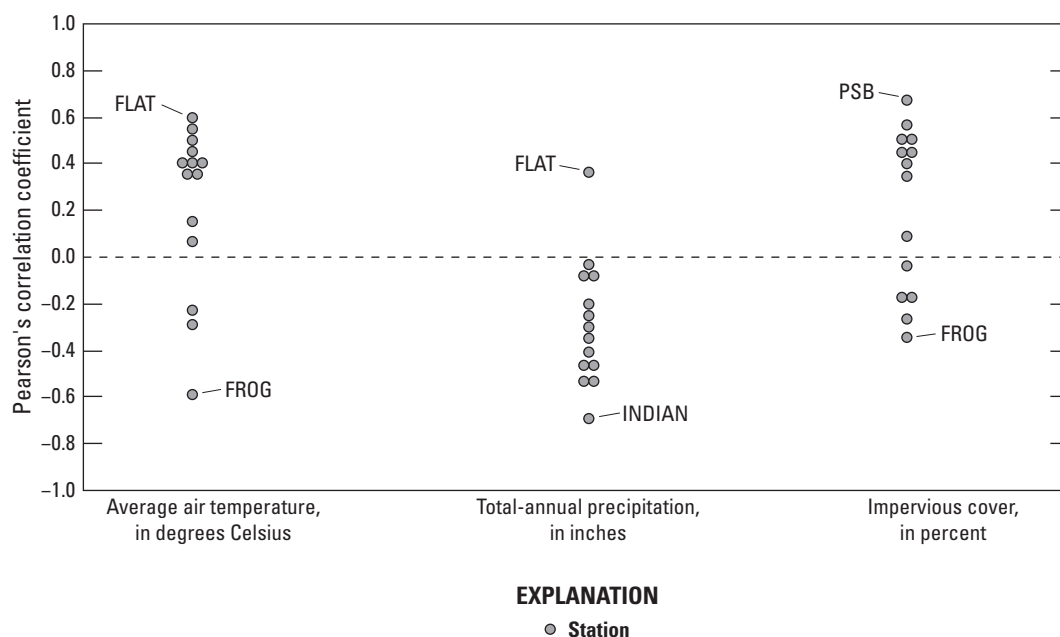 Pearson's correlation coefficient
1.0
0.8
0.6
0.4
0.2
0.0
–0.2
–0.4
–0.6
–0.8
–1.0
FLAT
FROG
FLAT
INDIAN
PSB
FROG
Average air temperature,
in degrees Celsius
Total-annual precipitation,
in inches
Impervious cover,
in percent
EXPLANATION
Station